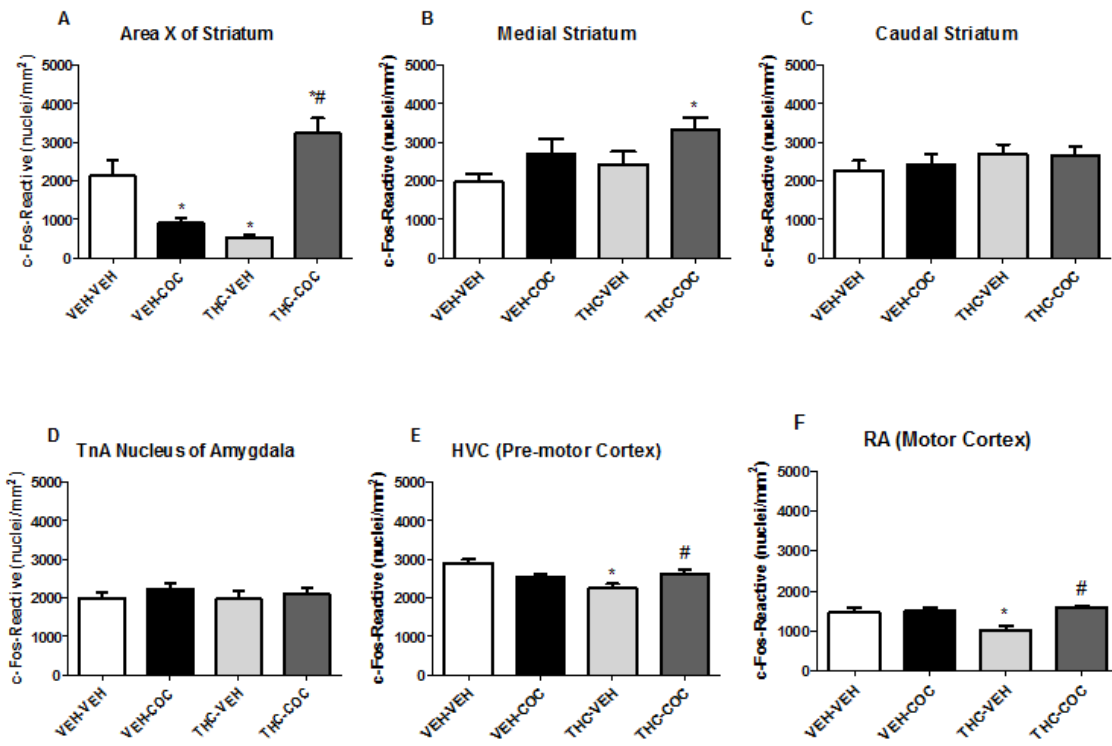 A
Area X of Striatum
c-Fos-Reactive (nuclei/mm²)
5000
4000
3000
2000
1000
0
*
*
*#
VEH-VEH
VEH-COC
THC-VEH
THC-COC
B
Medial Striatum
c-Fos-Reactive (nuclei/mm²)
5000
4000
3000
2000
1000
0
*
VEH-VEH
VEH-COC
THC-VEH
THC-COC
C
Caudal Striatum
c-Fos-Reactive (nuclei/mm²)
5000
4000
3000
2000
1000
0
VEH-VEH
VEH-COC
THC-VEH
THC-COC
D
TnA Nucleus of Amygdala
c-Fos-Reactive (nuclei/mm²)
5000
4000
3000
2000
1000
0
VEH-VEH
VEH-COC
THC-VEH
THC-COC
E
HVC (Pre-motor Cortex)
c-Fos-Reactive (nuclei/mm²)
5000
4000
3000
2000
1000
0
*
#
VEH-VEH
VEH-COC
THC-VEH
THC-COC
F
RA (Motor Cortex)
c-Fos-Reactive (nuclei/mm²)
5000
4000
3000
2000
1000
0
*
#
VEH-VEH
VEH-COC
THC-VEH
THC-COC